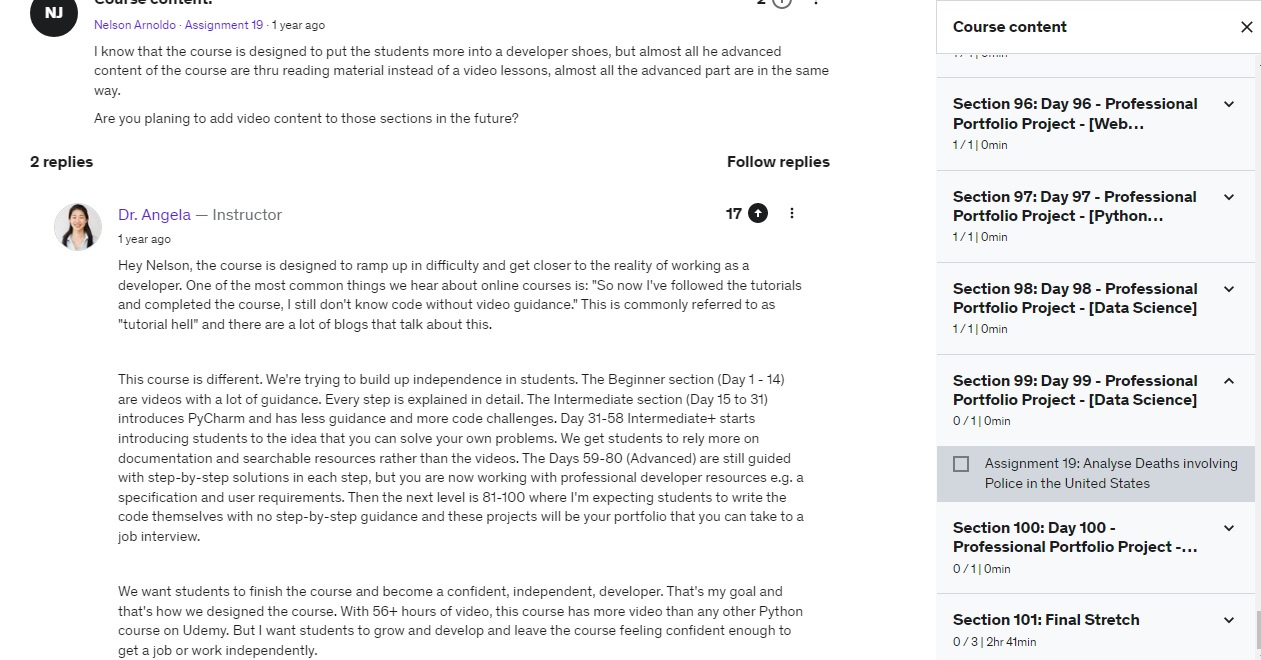 Course content.
NJ
2
Nelson Arnoldo · Assignment 19 · 1 year ago
I know that the course is designed to put the students more into a developer shoes, but almost all he advanced
content of the course are thru reading material instead of a video lessons, almost all the advanced part are in the same
way.
Are you planing to add video content to those sections in the future?
2 replies
Follow replies
Dr. Angela — Instructor
17
1 year ago
Hey Nelson, the course is designed to ramp up in difficulty and get closer to the reality of working as a
developer. One of the most common things we hear about online courses is: "So now I've followed the tutorials
and completed the course, I still don't know code without video guidance." This is commonly referred to as
"tutorial hell" and there are a lot of blogs that talk about this.
This course is different. We're trying to build up independence in students. The Beginner section (Day 1 - 14)
are videos with a lot of guidance. Every step is explained in detail. The Intermediate section (Day 15 to 31)
introduces PyCharm and has less guidance and more code challenges. Day 31-58 Intermediate+ starts
introducing students to the idea that you can solve your own problems. We get students to rely more on
documentation and searchable resources rather than the videos. The Days 59-80 (Advanced) are still guided
with step-by-step solutions in each step, but you are now working with professional developer resources e.g. a
specification and user requirements. Then the next level is 81-100 where I'm expecting students to write the
code themselves with no step-by-step guidance and these projects will be your portfolio that you can take to a
job interview.
We want students to finish the course and become a confident, independent, developer. That's my goal and
that's how we designed the course. With 56+ hours of video, this course has more video than any other Python
course on Udemy. But I want students to grow and develop and leave the course feeling confident enough to
get a job or work independently.
Course content
Section 96: Day 96 - Professional
Portfolio Project - [Web...
1 / 1 | 0min
Section 97: Day 97 - Professional
Portfolio Project - [Python...
1 / 1 | 0min
Section 98: Day 98 - Professional
Portfolio Project - [Data Science]
1 / 1 | 0min
Section 99: Day 99 - Professional
Portfolio Project - [Data Science]
0 / 1 | 0min
Assignment 19: Analyse Deaths involving
Police in the United States
Section 100: Day 100 -
Professional Portfolio Project -...
0 / 1 | 0min
Section 101: Final Stretch
0 / 3 | 2hr 41min